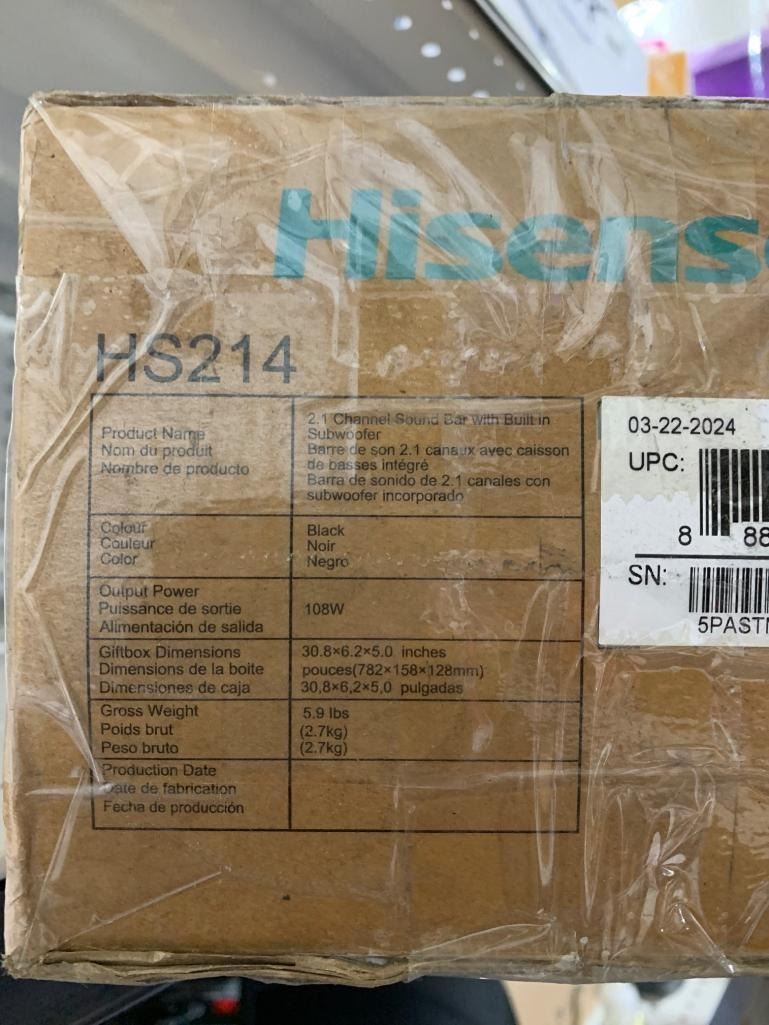 Hisens
HS214
Product Name
Nom du produit
Nombre de producto
2.1 Channel Sound Bar with Built in
Subwoofer
Barre de son 2.1 canaux avec caisson
de basses intégré
Barra de sonido de 2.1 canales con
subwoofer incorporado
Colour
Couleur
Color
Black
Noir
Negro
Output Power
Puissance de sortie
Alimentación de salida
108W
Giftbox Dimensions
Dimensions de la boite
Dimensiones de caja
30.8×6.2×5.0 inches
pouces(782×158×128mm)
30,8×6,2×5,0 pulgadas
Gross Weight
Poids brut
Peso bruto
5.9 lbs
(2.7kg)
(2.7kg)
Production Date
Date de fabrication
Fecha de producción
03-22-2024
UPC:
8 88
SN:
5PAST